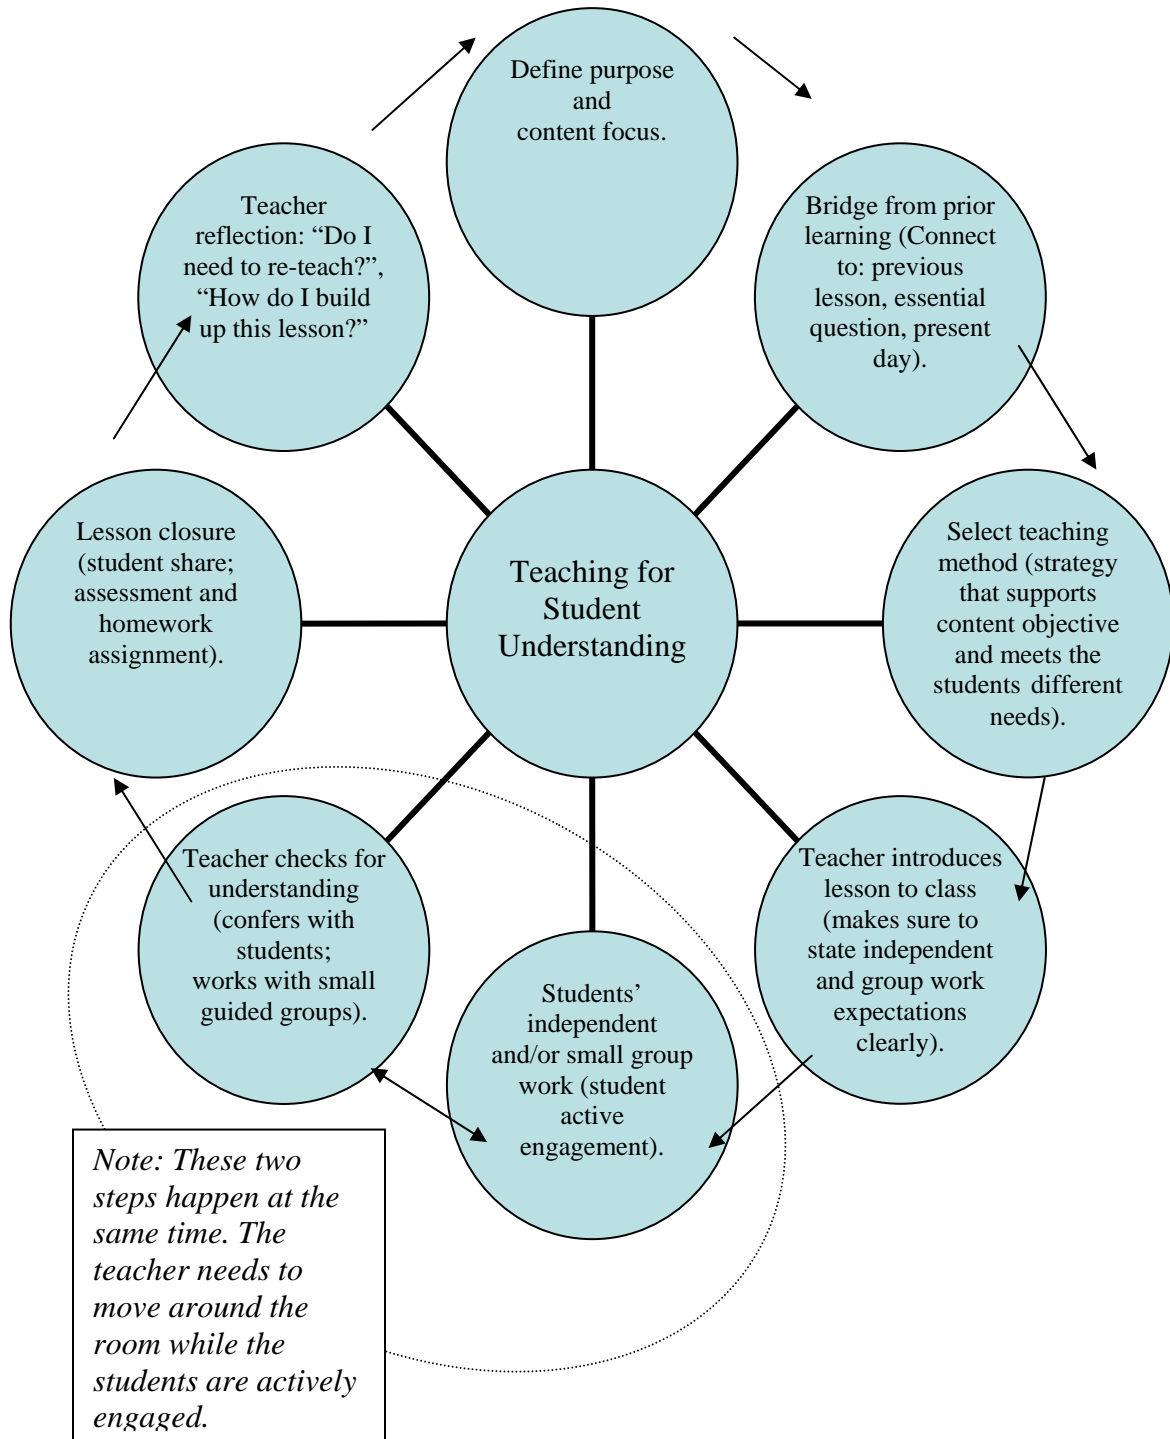 Define purpose
and
content focus.
Bridge from prior
learning (Connect
to: previous
lesson, essential
question, present
day).
Select teaching
method (strategy
that supports
content objective
and meets the
students different
needs).
Teacher introduces
lesson to class
(makes sure to
state independent
and group work
expectations
clearly).
Students’
independent
and/or small group
work (student
active
engagement).
Teacher checks for
understanding
(confers with
students;
works with small
guided groups).
Lesson closure
(student share;
assessment and
homework
assignment).
Teacher
reflection: “Do I
need to re-teach?”,
“How do I build
up this lesson?”
Teaching for
Student
Understanding
Note: These two
steps happen at the
same time. The
teacher needs to
move around the
room while the
students are actively
engaged.